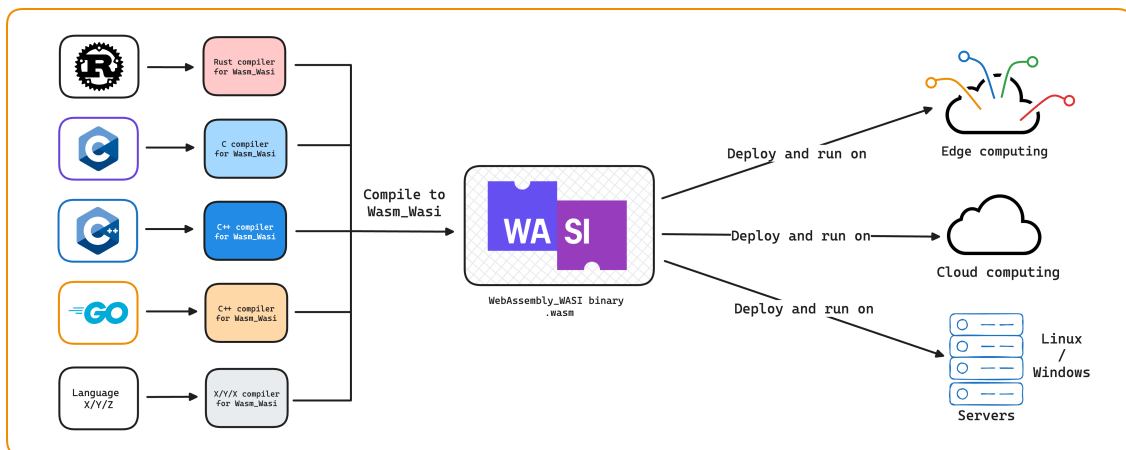 R
Rust compiler
for Wasm_Wasi
C
C compiler
for Wasm_Wasi
C++
C++ compiler
for Wasm_Wasi
GO
C++ compiler
for Wasm_Wasi
Language
X/Y/Z
X/Y/X compiler
for Wasm_Wasi
Compile to
Wasm_Wasi
WA SI
WebAssembly_WASI binary
.wasm
Deploy and run on
Edge computing
Deploy and run on
Cloud computing
Deploy and run on
Linux
/
Windows
Servers